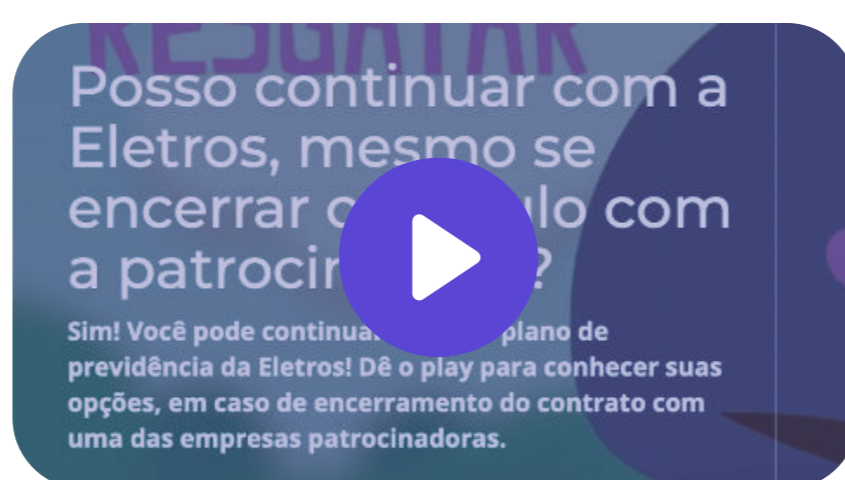 RESGATAR
Posso continuar com a
Eletros, mesmo se
encerrar lo com
a patrocin ?
Sim! Você pode continua plano de
previdência da Eletros! Dê o play para conhecer suas
opções, em caso de encerramento do contrato com
uma das empresas patrocinadoras.